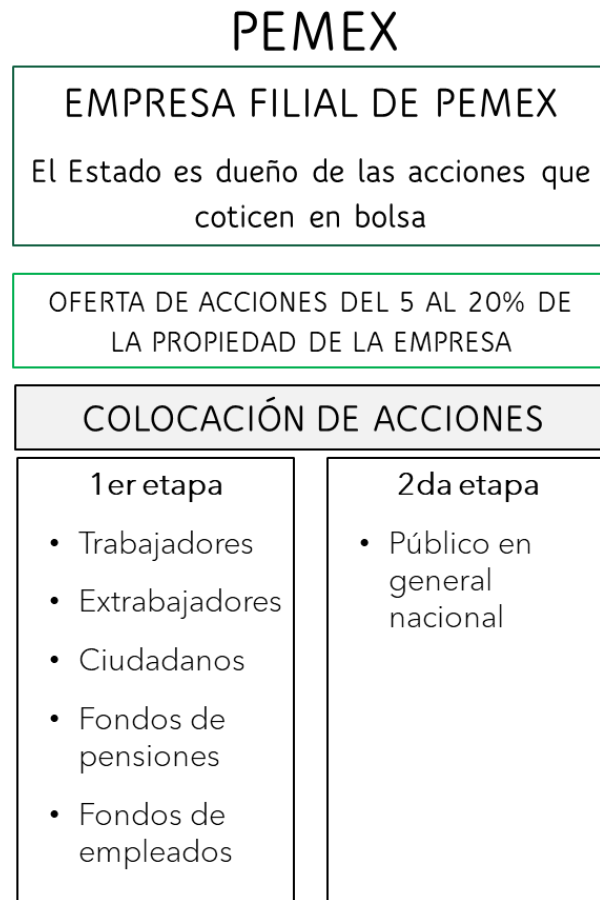 PEMEX
EMPRESA FILIAL DE PEMEX
El Estado es dueño de las acciones que
coticen en bolsa
OFERTA DE ACCIONES DEL 5 AL 20% DE
LA PROPIEDAD DE LA EMPRESA
COLOCACIÓN DE ACCIONES
1er etapa
• Trabajadores
• Extrabajadores
• Ciudadanos
• Fondos de
pensiones
• Fondos de
empleados
2da etapa
• Público en
general
nacional